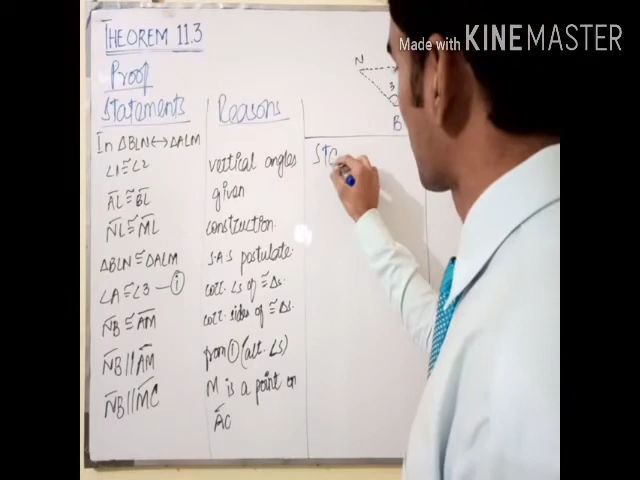 Made with KINEMASTER
THEOREM 11.3
Proof
Statements Reasons
In ΔBLN ↔ ΔALM
∠1 ≅ ∠2 vertical angles
AL ≅ BL given
NL ≅ ML construction
ΔBLN ≅ ΔALM S.A.S postulate
∠A ≅ ∠3 — (i) corr. ∠s of ≅ Δs.
NB ≅ AM corr. sides of ≅ Δs.
NB // AM from (i) (alt. ∠s)
NB // MC M is a point on
AC
N
3
B
STC